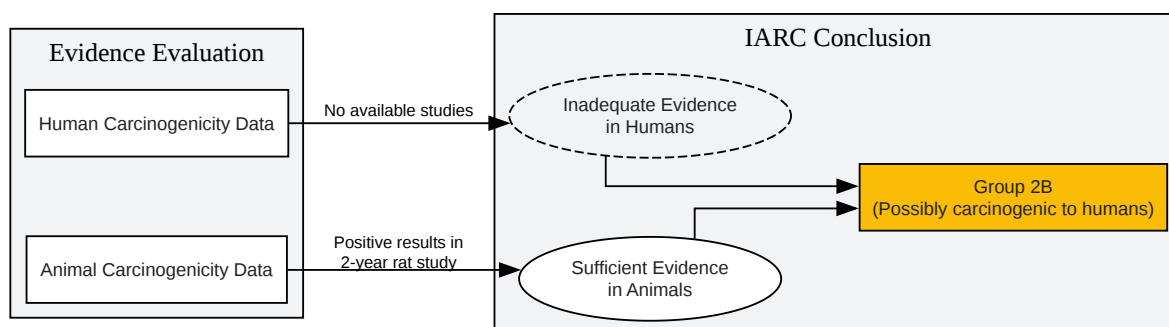 Evidence Evaluation
Human Carcinogenicity Data
Animal Carcinogenicity Data
No available studies
Positive results in
2-year rat study
IARC Conclusion
Inadequate Evidence
in Humans
Sufficient Evidence
in Animals
Group 2B
(Possibly carcinogenic to humans)